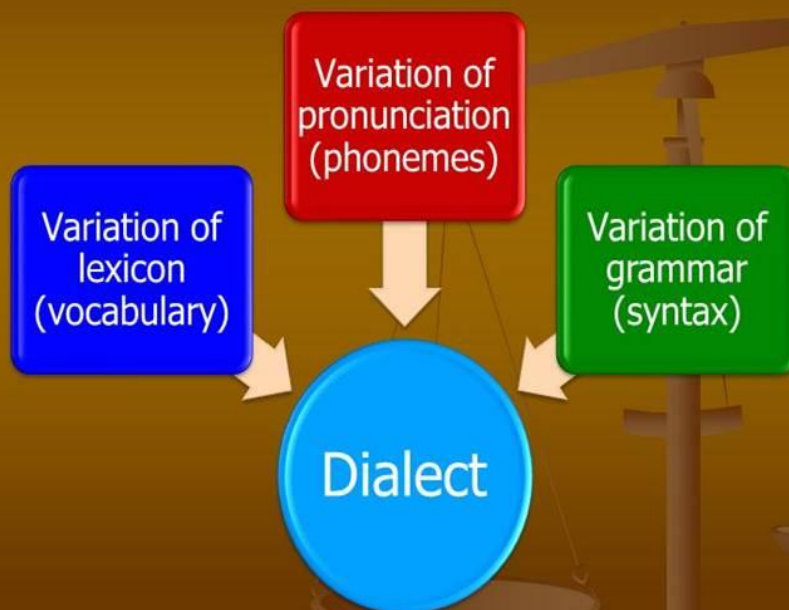 Variation of
pronunciation
(phonemes)
Variation of
lexicon
(vocabulary)
Variation of
grammar
(syntax)
Dialect